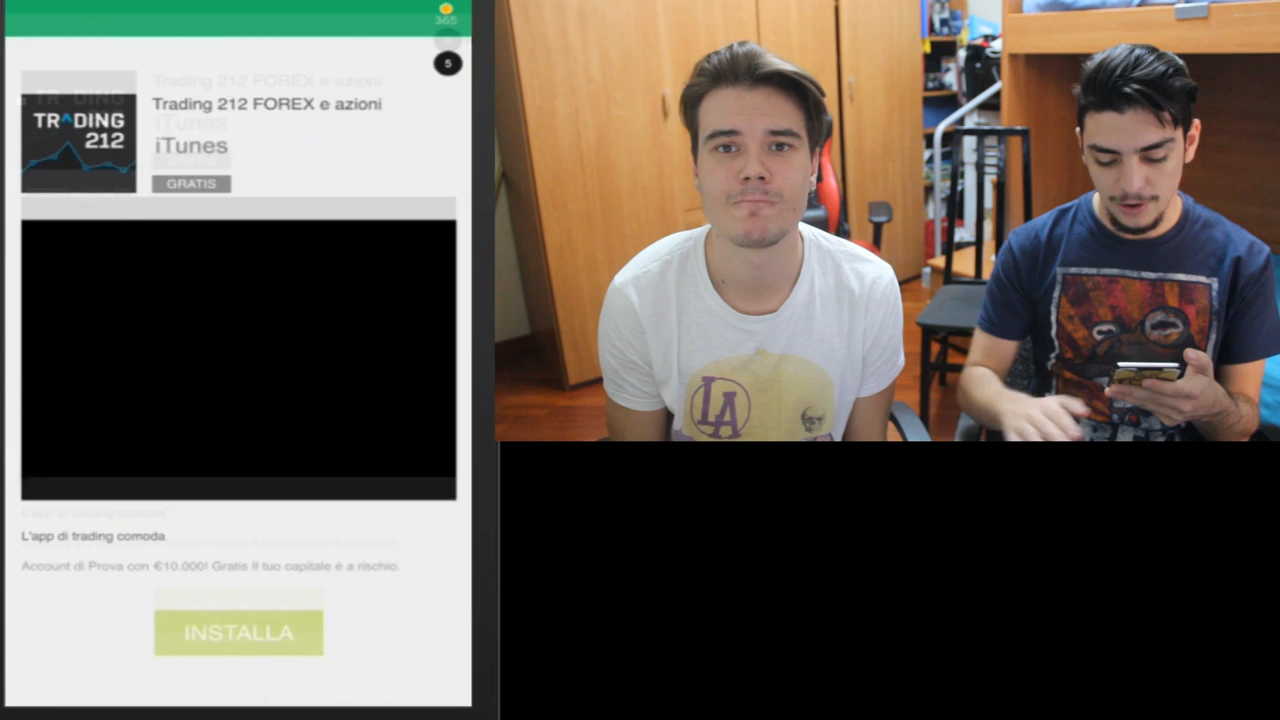 365
5
Trading 212 FOREX e azioni
TRADING
212
iTunes
GRATIS
L'app di trading comoda
Account di Prova con €10.000! Gratis Il tuo capitale è a rischio.
INSTALLA
LA